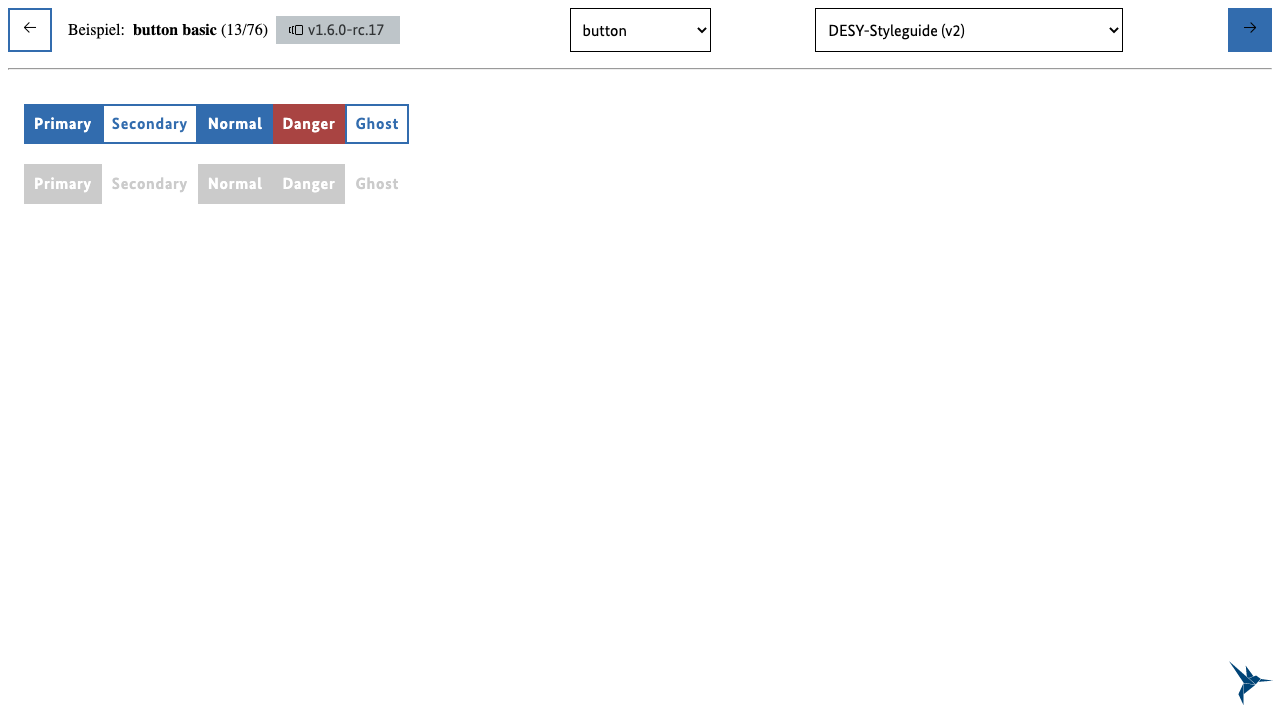 ← Beispiel: button basic (13/76) v1.6.0-rc.17 button DESY-Styleguide (v2) →
Primary Secondary Normal Danger Ghost
Primary Secondary Normal Danger Ghost